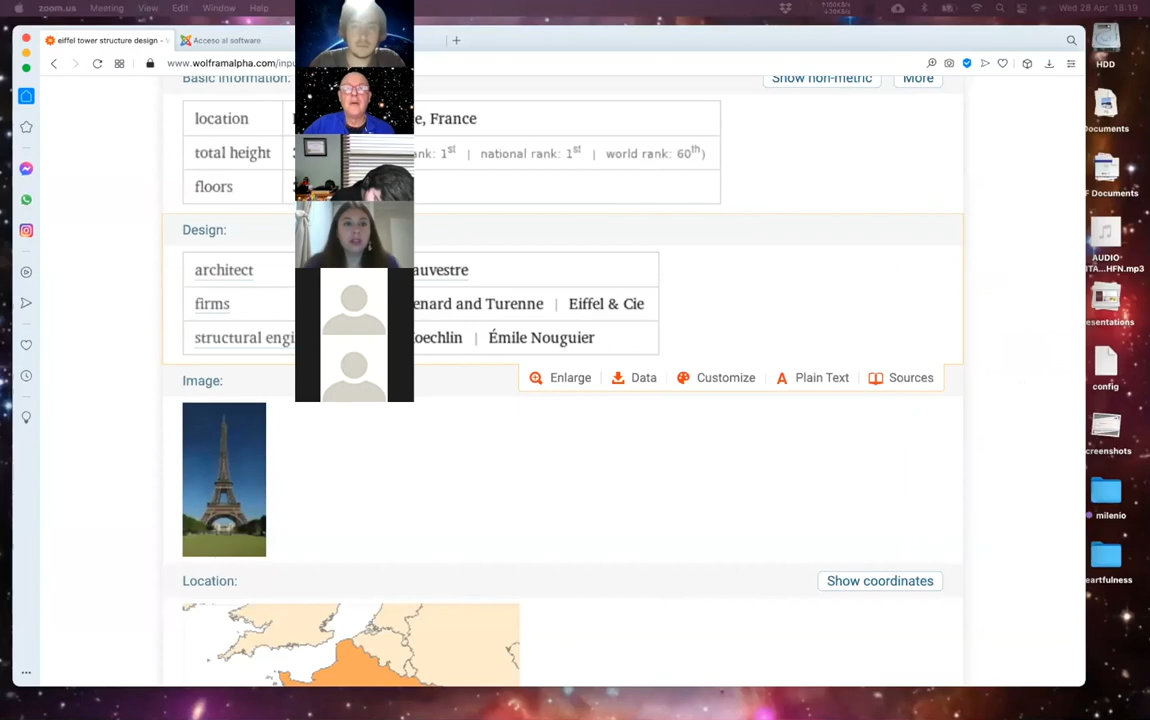 zoom.us Meeting View Edit Window Help
↑100KB/s
↓70KB/s
Wed 28 Apr 18:19
eiffel tower structure design -
Acceso al software
+
www.wolframalpha.com/inpu
HDD
Basic information:
Show non-metric
More
location
e, France
total height
ank: 1st | national rank: 1st | world rank: 60th)
floors
ocuments
F Documents
AUDIO
ITA...HFN.mp3
esentations
config
creenshots
milenio
eartfulness
Design:
architect
auvestre
firms
enard and Turenne | Eiffel & Cie
structural engi
oechlin | Émile Nouguier
Enlarge
Data
Customize
A Plain Text
Sources
Image:
Location:
Show coordinates